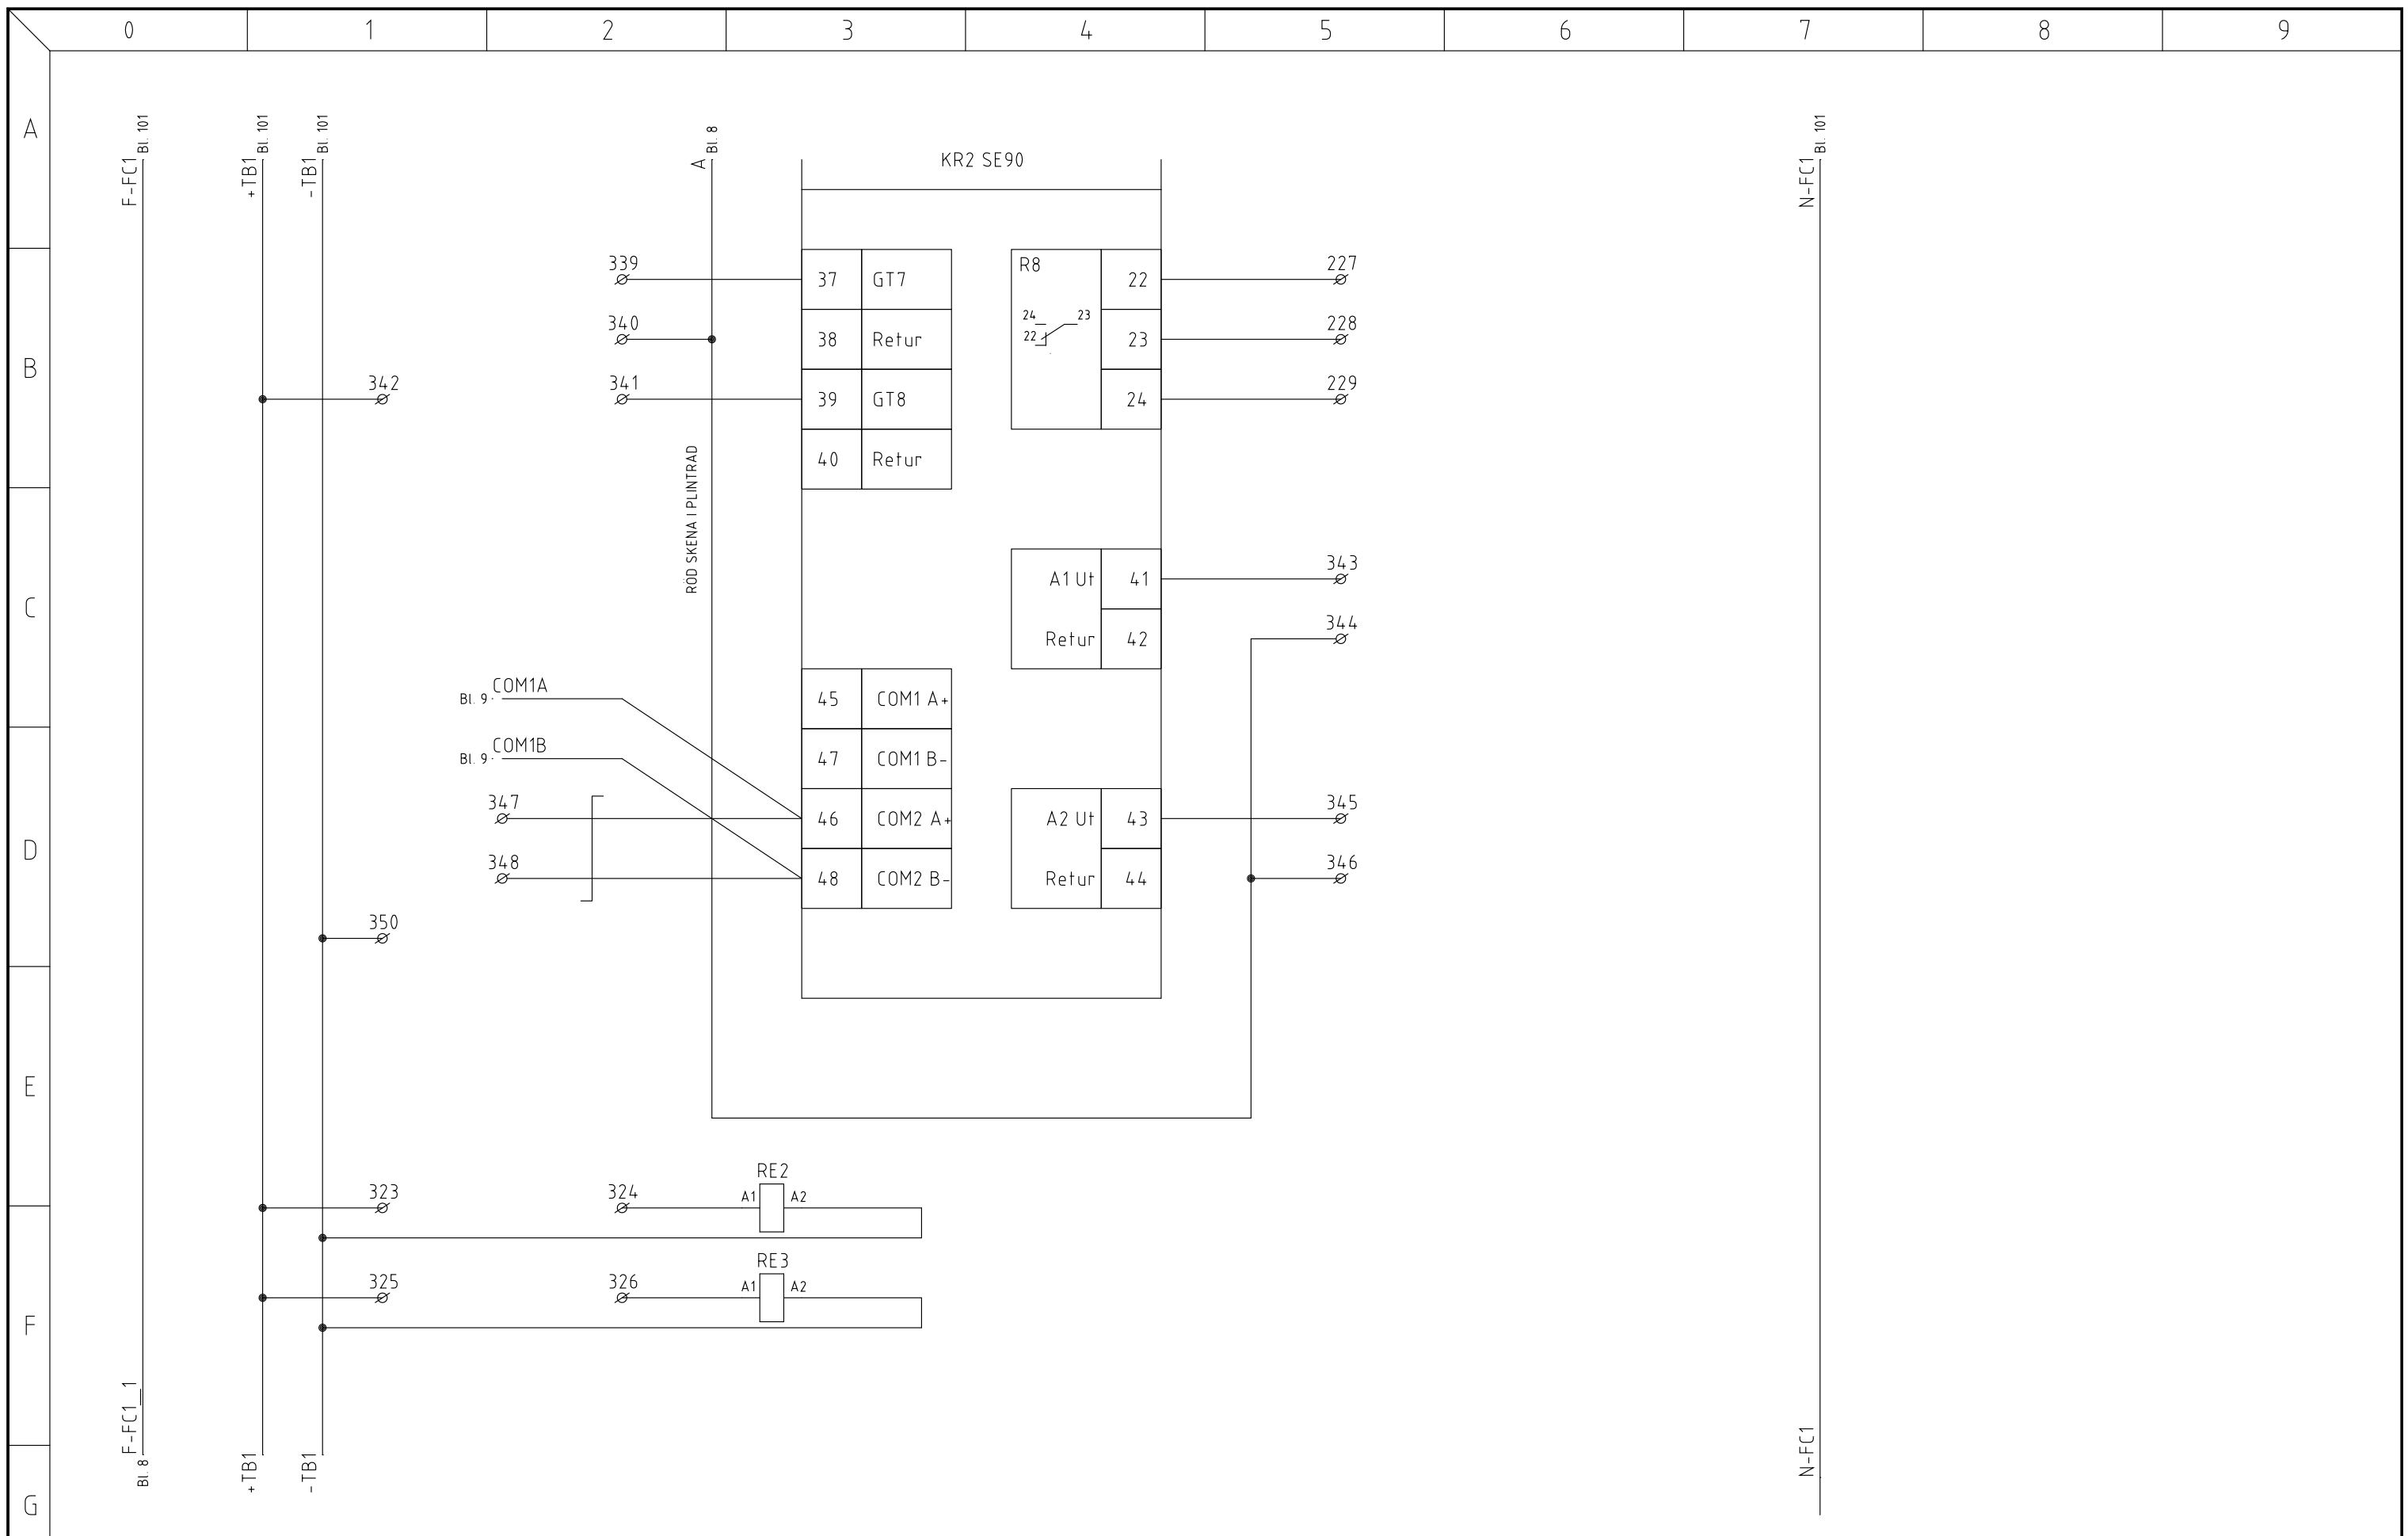 0 1 2 3 4 5 6 7 8 9
A
F-FC1 Bl. 101
+TB1 Bl. 101
-TB1 Bl. 101
A Bl. 8
KR2 SE90
N-FC1 Bl. 101
339
37 GT7
R8
22
227
340
38 Retur
24 23
22
23
228
B
342
341
39 GT8
24
229
40 Retur
RÖD SKENA I PLINTRAD
A1 Ut 41
343
C
344
Retur 42
COM1A
Bl. 9
45 COM1 A+
COM1B
Bl. 9
47 COM1 B-
347
46 COM2 A+
A2 Ut 43
345
D
348
48 COM2 B-
Retur 44
346
350
E
RE2
323
324
A1 A2
RE3
325
326
A1 A2
F
F-FC1_1
Bl. 8
+TB1
-TB1
N-FC1
G